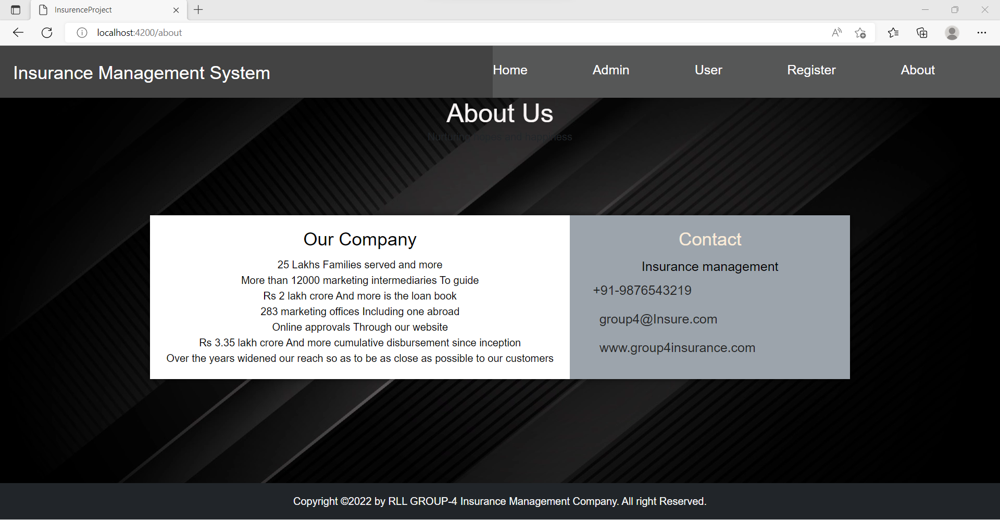 InsurenceProject
localhost:4200/about
Insurance Management System
Home Admin User Register About
About Us
Nurturing hopes and happiness
Our Company
25 Lakhs Families served and more
More than 12000 marketing intermediaries To guide
Rs 2 lakh crore And more is the loan book
283 marketing offices Including one abroad
Online approvals Through our website
Rs 3.35 lakh crore And more cumulative disbursement since inception
Over the years widened our reach so as to be as close as possible to our customers
Contact
Insurance management
+91-9876543219
group4@Insure.com
www.group4insurance.com
Copyright ©2022 by RLL GROUP-4 Insurance Management Company. All right Reserved.